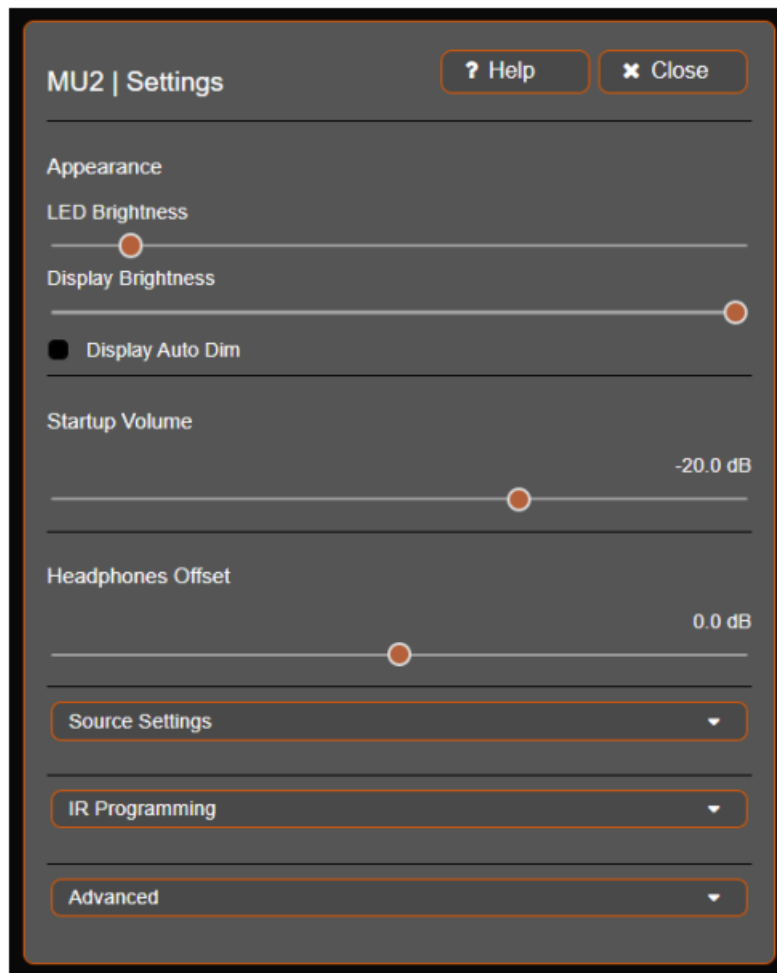 MU2 | Settings
? Help
✖ Close
Appearance
LED Brightness
Display Brightness
Display Auto Dim
Startup Volume
-20.0 dB
Headphones Offset
0.0 dB
Source Settings
IR Programming
Advanced